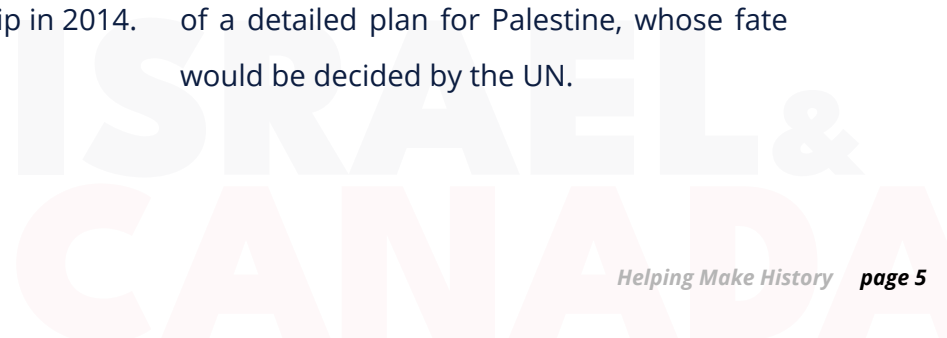 ip in 2014.
of a detailed plan for Palestine, whose fate
would be decided by the UN.
ISRAEL &
CANADA
Helping Make History page 5